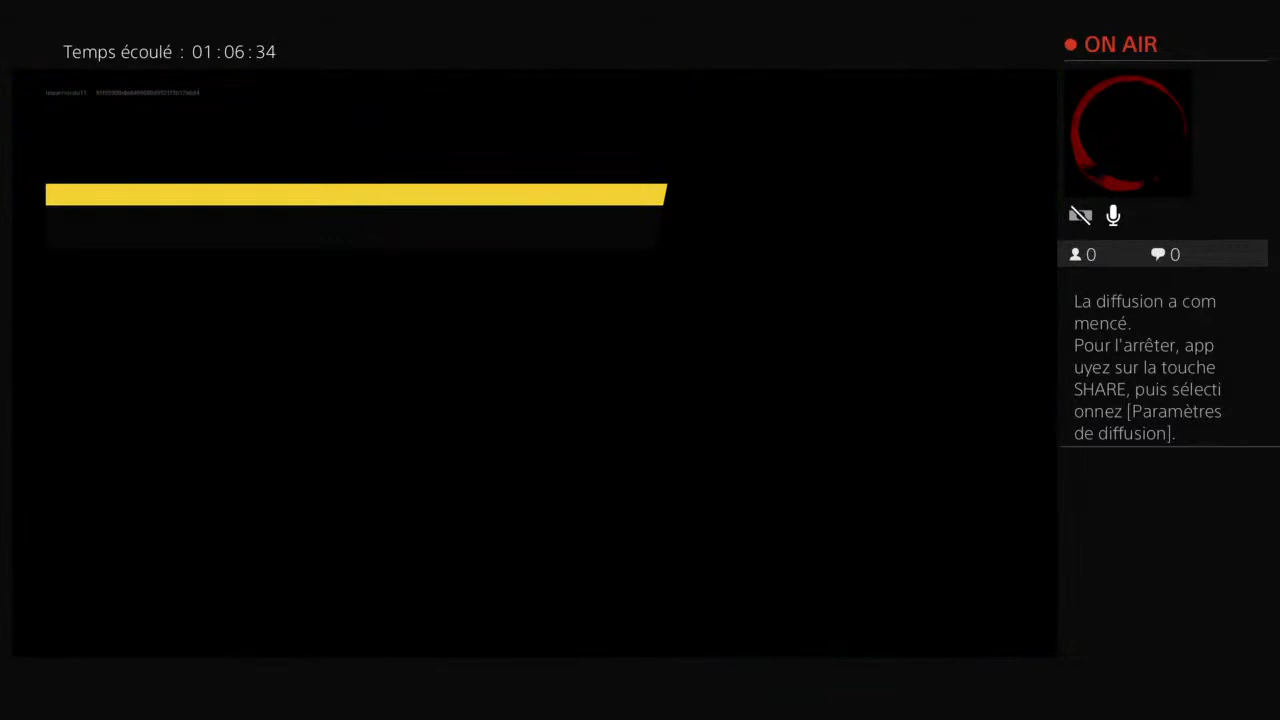 Temps écoulé : 01:06:34
ON AIR
0 0
La diffusion a com
mencé.
Pour l'arrêter, app
uyez sur la touche
SHARE, puis sélecti
onnez [Paramètres
de diffusion].